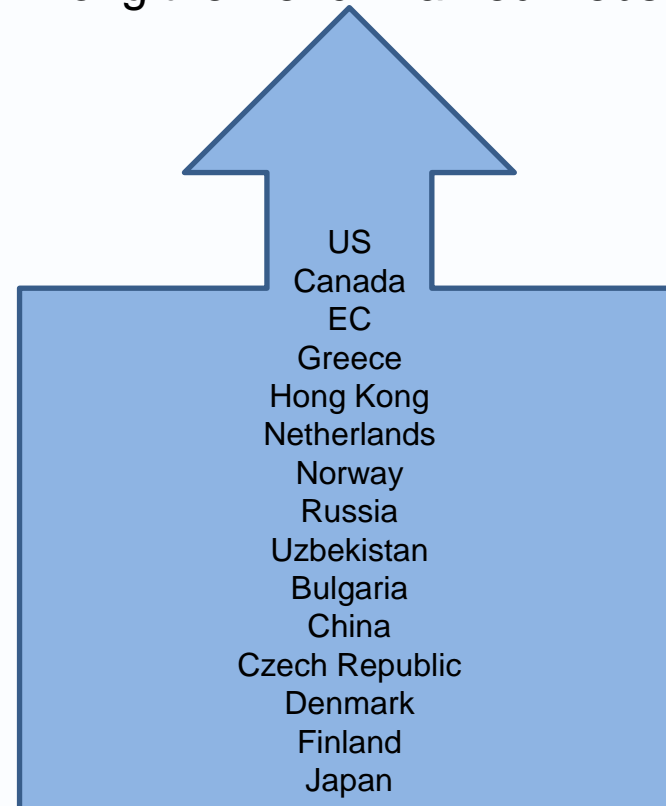 US
Canada
EC
Greece
Hong Kong
Netherlands
Norway
Russia
Uzbekistan
Bulgaria
China
Czech Republic
Denmark
Finland
Japan